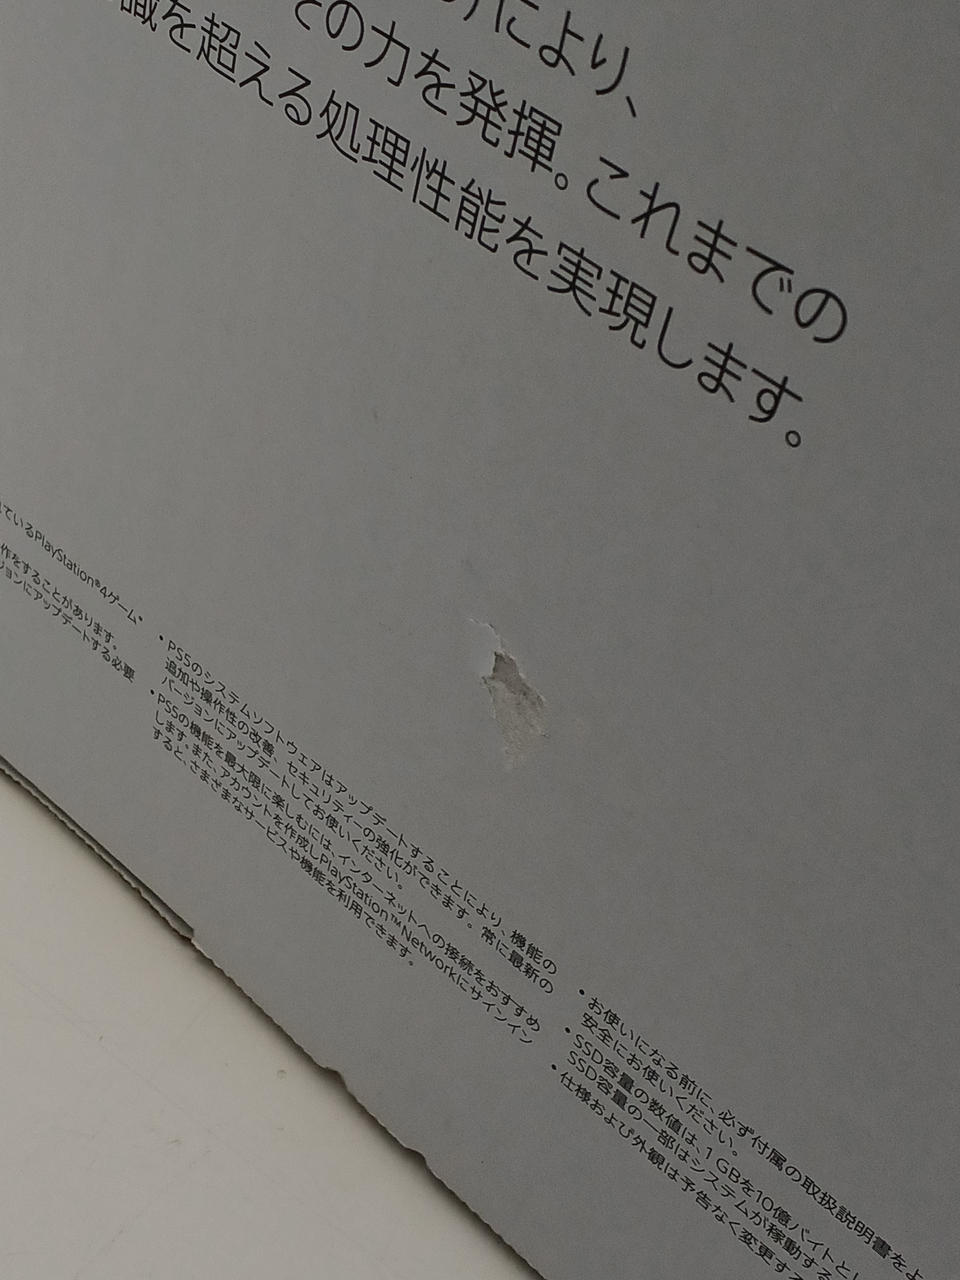 により、
その力を発揮。これまでの
識を超える処理性能を実現します。
ているPlayStation®4ゲーム
作をすることがあります。
ジョンにアップデートする必要
• PS5のシステムソフトウェアはアップデートすることにより、機能の
追加や操作性の改善、セキュリティーの強化ができます。常に最新の
バージョンにアップデートしてお使いください。
• PS5の機能を最大限に楽しむには、インターネットへの接続をおすすめ
します。また、アカウントを作成しPlayStation™Networkにサインイン
すると、さまざまなサービスや機能を利用できます。
• お使いになる前に、必ず付属の取扱説明書をよ
安全にお使いください。
• SSD容量の数値は、1 GBを10億バイトとし
SSD容量の一部はシステムが稼動する
• 仕様および外観は予告なく変更する